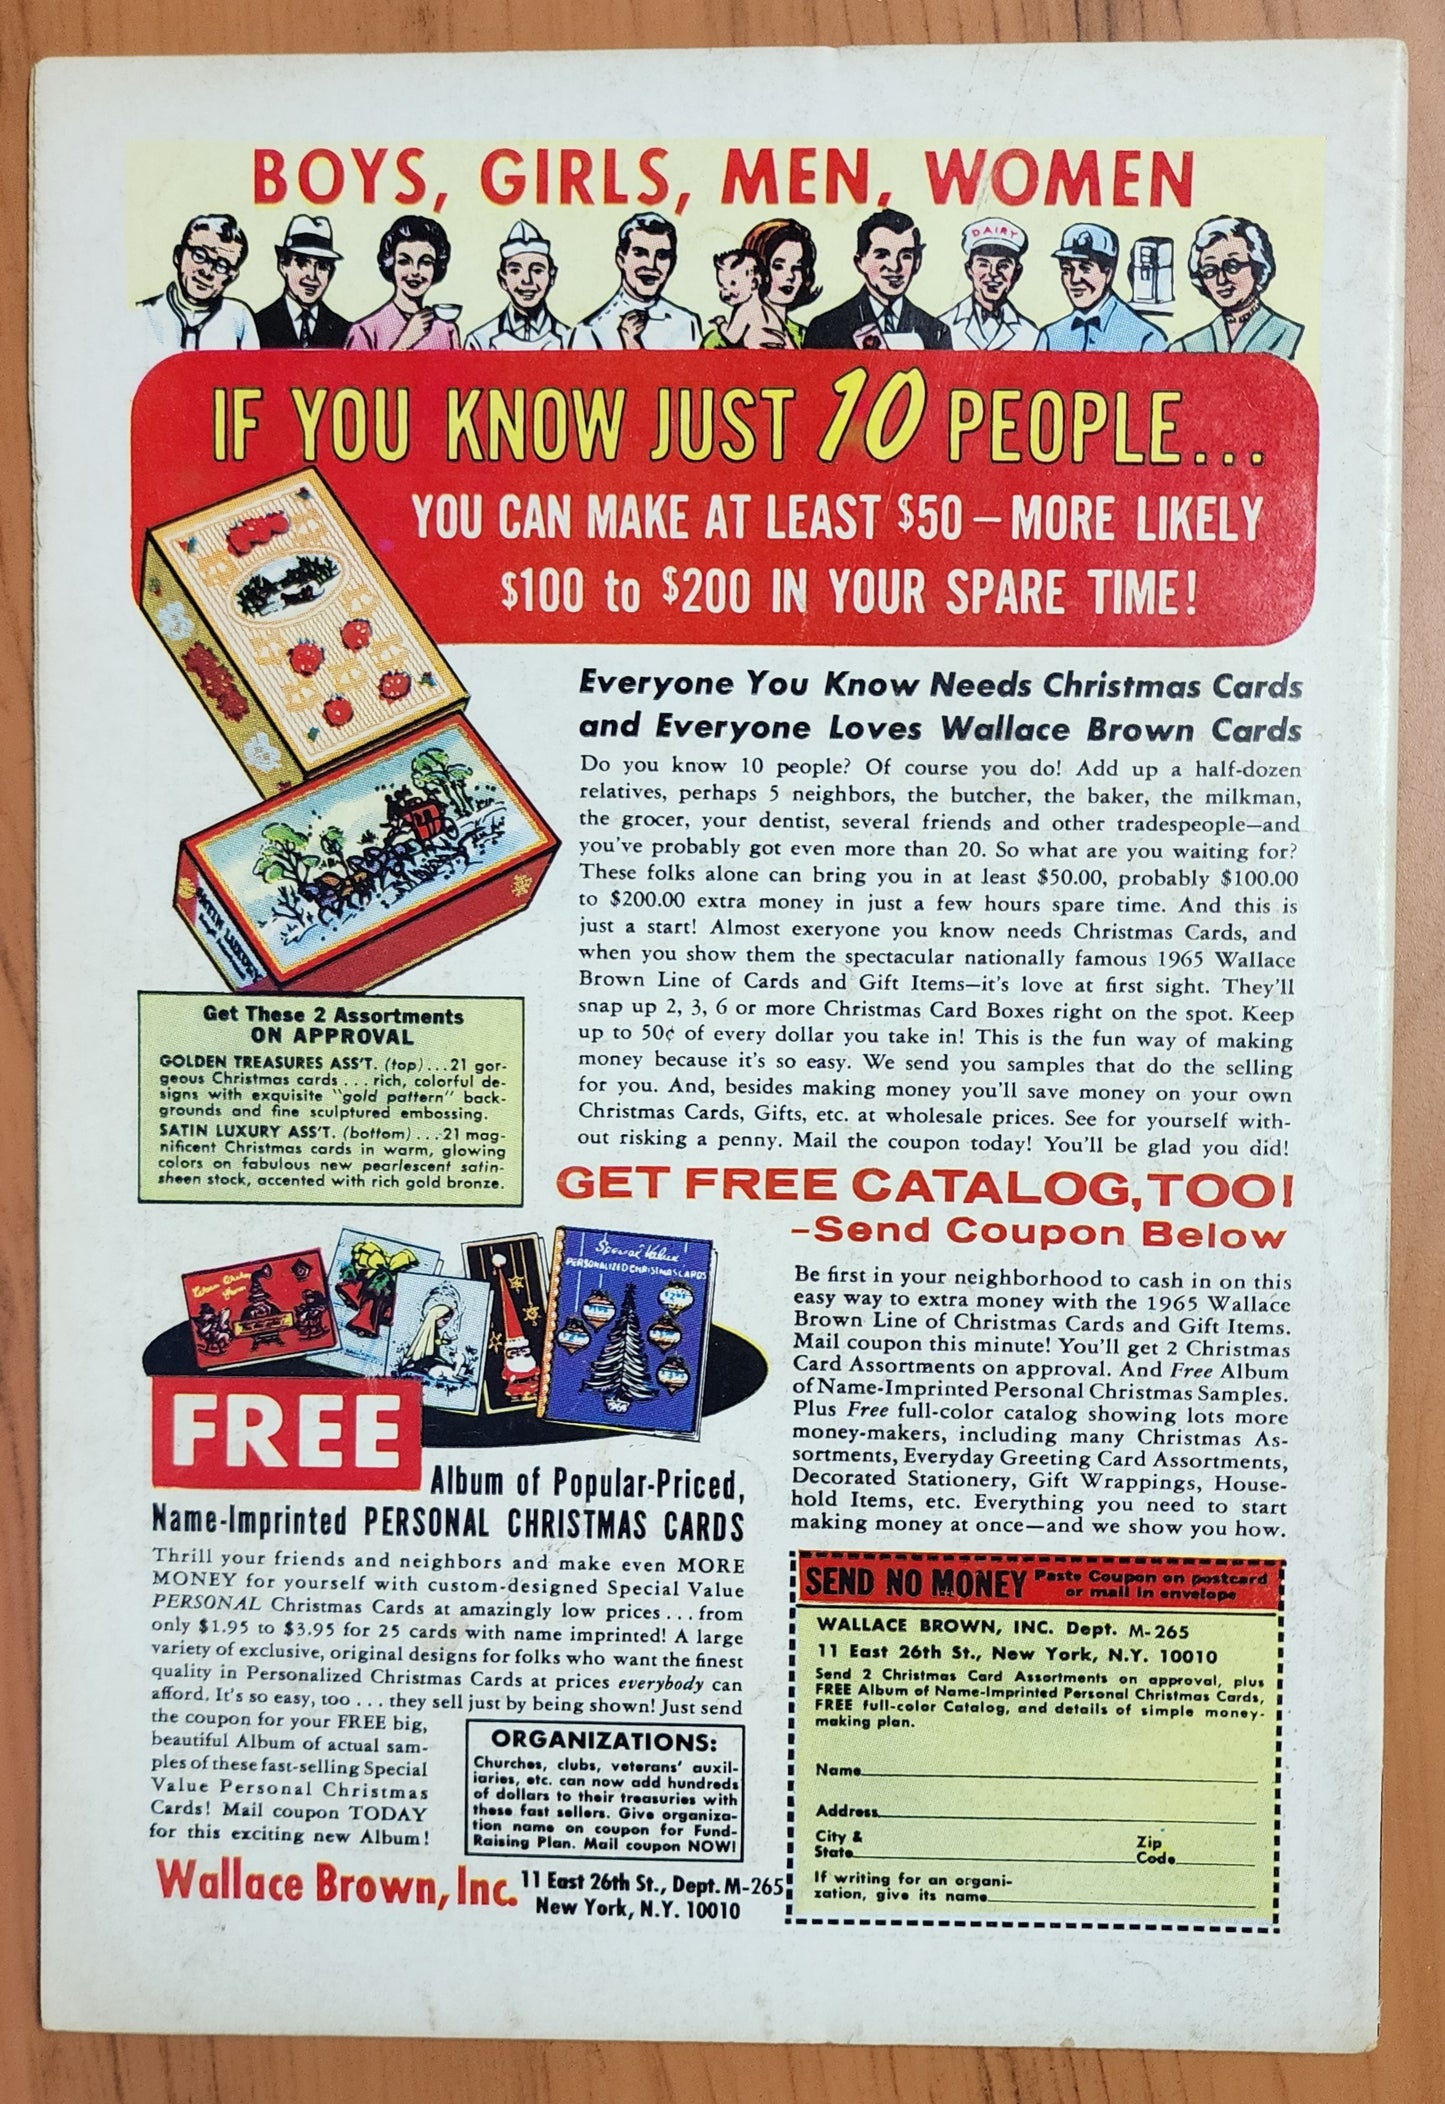 BOYS, GIRLS, MEN, WOMEN
DAIRY
IF YOU KNOW JUST 10 PEOPLE...
YOU CAN MAKE AT LEAST $50 – MORE LIKELY
$100 to $200 IN YOUR SPARE TIME!
Everyone You Know Needs Christmas Cards
and Everyone Loves Wallace Brown Cards
Do you know 10 people? Of course you do! Add up a half-dozen
relatives, perhaps 5 neighbors, the butcher, the baker, the milkman,
the grocer, your dentist, several friends and other tradespeople—and
you've probably got even more than 20. So what are you waiting for?
These folks alone can bring you in at least $50.00, probably $100.00
to $200.00 extra money in just a few hours spare time. And this is
just a start! Almost exeryone you know needs Christmas Cards, and
when you show them the spectacular nationally famous 1965 Wallace
Brown Line of Cards and Gift Items—it's love at first sight. They'll
snap up 2, 3, 6 or more Christmas Card Boxes right on the spot. Keep
up to 50¢ of every dollar you take in! This is the fun way of making
money because it's so easy. We send you samples that do the selling
for you. And, besides making money you'll save money on your own
Christmas Cards, Gifts, etc. at wholesale prices. See for yourself with-
out risking a penny. Mail the coupon today! You'll be glad you did!
SATIN LUXURY
Get These 2 Assortments
ON APPROVAL
GOLDEN TREASURES ASS'T. (top)...21 gor-
geous Christmas cards . . . rich, colorful de-
signs with exquisite "gold pattern" back-
grounds and fine sculptured embossing.
SATIN LUXURY ASS'T. (bottom)...21 mag-
nificent Christmas cards in warm, glowing
colors on fabulous new pearlescent satin-
sheen stock, accented with rich gold bronze.
GET FREE CATALOG, TOO!
–Send Coupon Below
Be first in your neighborhood to cash in on this
easy way to extra money with the 1965 Wallace
Brown Line of Christmas Cards and Gift Items.
Mail coupon this minute! You'll get 2 Christmas
Card Assortments on approval. And Free Album
of Name-Imprinted Personal Christmas Samples.
Plus Free full-color catalog showing lots more
money-makers, including many Christmas As-
sortments, Everyday Greeting Card Assortments,
Decorated Stationery, Gift Wrappings, House-
hold Items, etc. Everything you need to start
making money at once—and we show you how.
Special Value
PERSONALIZED CHRISTMAS CARDS
FREE
Album of Popular-Priced,
Name-Imprinted PERSONAL CHRISTMAS CARDS
Thrill your friends and neighbors and make even MORE
MONEY for yourself with custom-designed Special Value
PERSONAL Christmas Cards at amazingly low prices . . . from
only $1.95 to $3.95 for 25 cards with name imprinted! A large
variety of exclusive, original designs for folks who want the finest
quality in Personalized Christmas Cards at prices everybody can
afford. It's so easy, too . . . they sell just by being shown! Just send
the coupon for your FREE big,
beautiful Album of actual sam-
ples of these fast-selling Special
Value Personal Christmas
Cards! Mail coupon TODAY
for this exciting new Album!
ORGANIZATIONS:
Churches, clubs, veterans' auxil-
iaries, etc. can now add hundreds
of dollars to their treasuries with
these fast sellers. Give organiza-
tion name on coupon for Fund-
Raising Plan. Mail coupon NOW!
Wallace Brown, Inc. 11 East 26th St., Dept. M-265
New York, N.Y. 10010
SEND NO MONEY Paste Coupon on postcard
or mail in envelope
WALLACE BROWN, INC. Dept. M-265
11 East 26th St., New York, N.Y. 10010
Send 2 Christmas Card Assortments on approval, plus
FREE Album of Name-Imprinted Personal Christmas Cards,
FREE full-color Catalog, and details of simple money-
making plan.
Name
Address
City &
State
Zip
Code
If writing for an organi-
zation, give its name